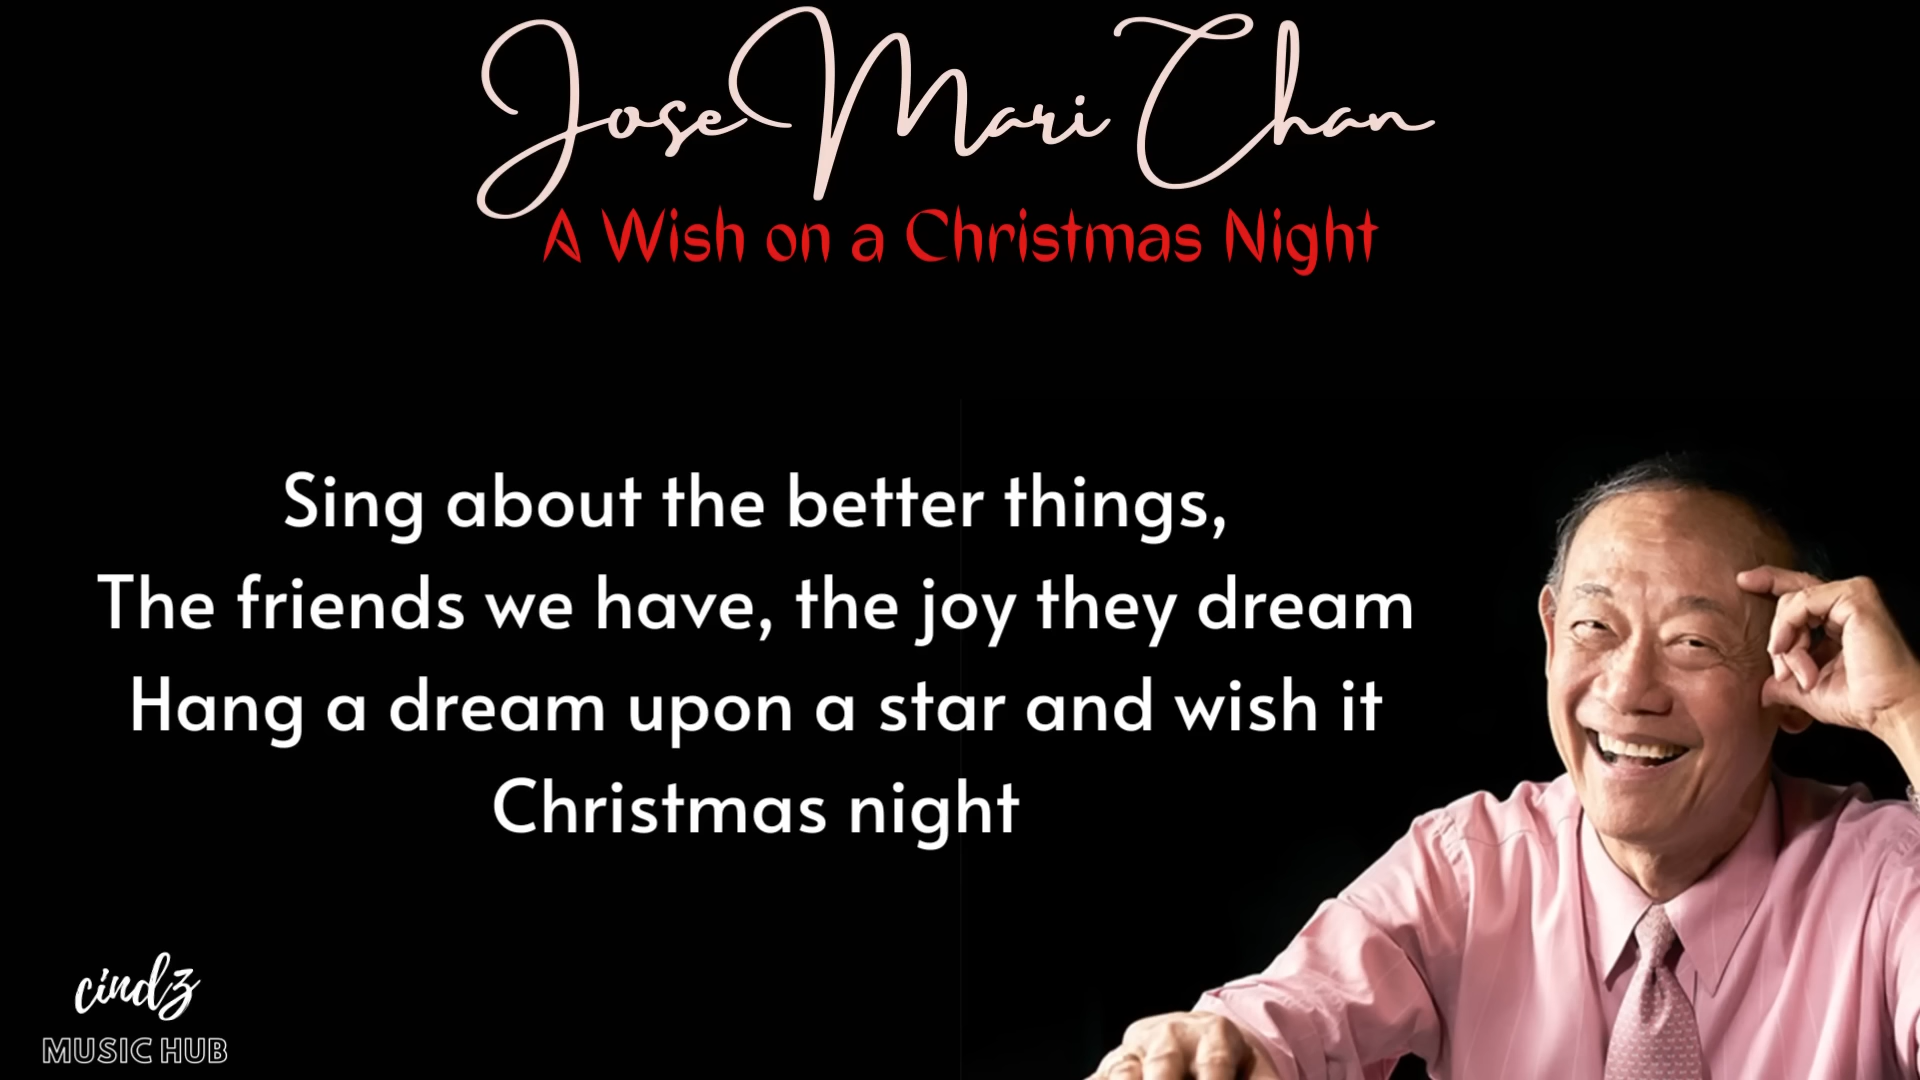 Jose Mari Chan
A Wish on a Christmas Night
Sing about the better things,
The friends we have, the joy they dream
Hang a dream upon a star and wish it
Christmas night
cindz
MUSIC HUB